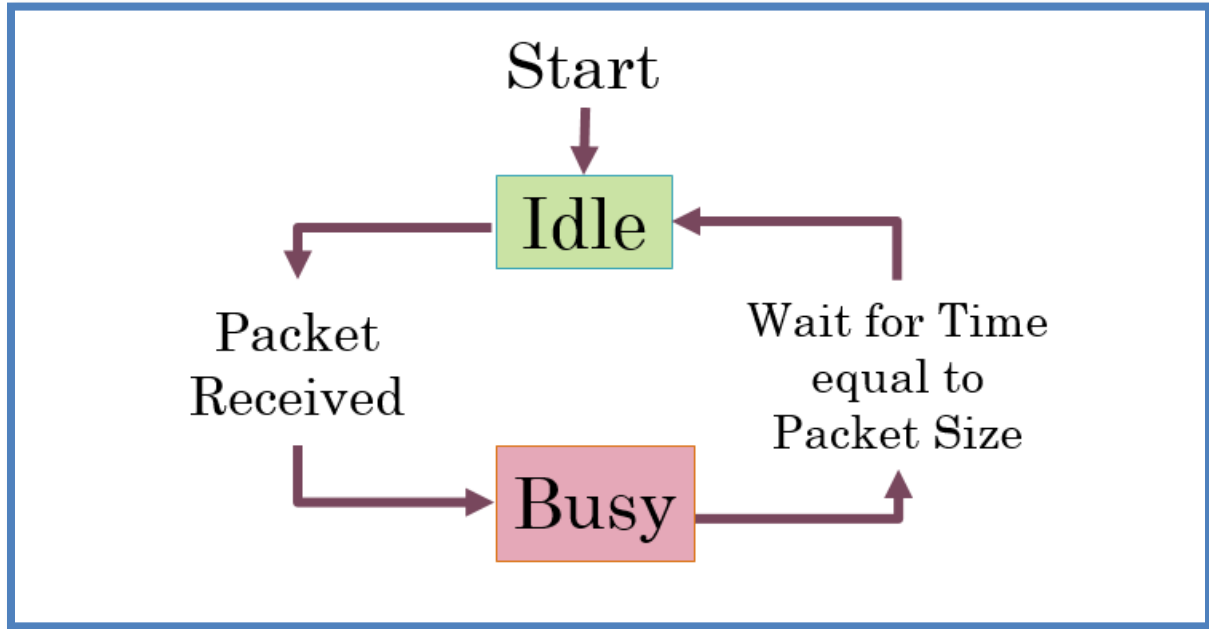 Start
Idle
Packet
Received
Wait for Time
equal to
Packet Size
Busy